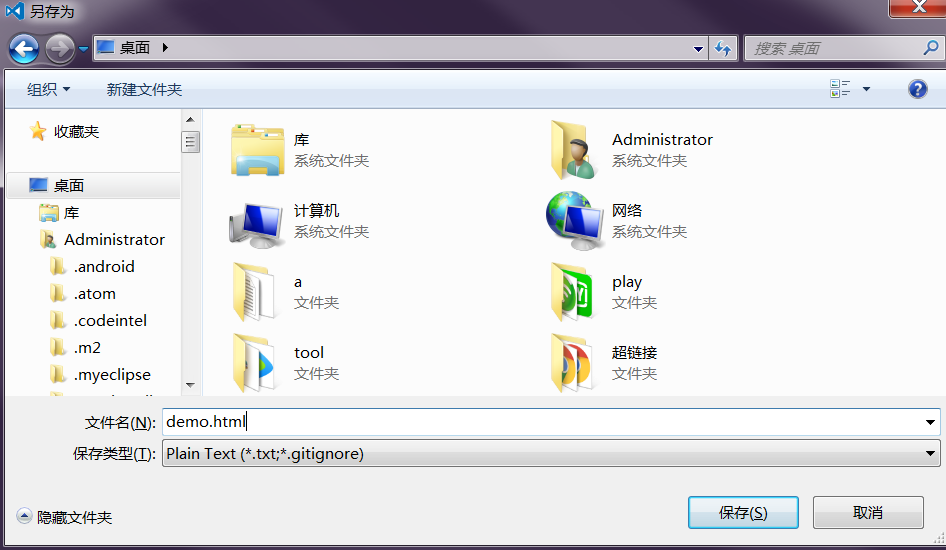 另存为
桌面
搜索 桌面
组织
新建文件夹
收藏夹
桌面
库
Administrator
.android
.atom
.codeintel
.m2
.myeclipse
库
系统文件夹
Administrator
系统文件夹
计算机
系统文件夹
网络
系统文件夹
a
文件夹
play
文件夹
tool
文件夹
超链接
文件夹
文件名(N): demo.html
保存类型(T): Plain Text (*.txt;*.gitignore)
隐藏文件夹
保存(S)
取消